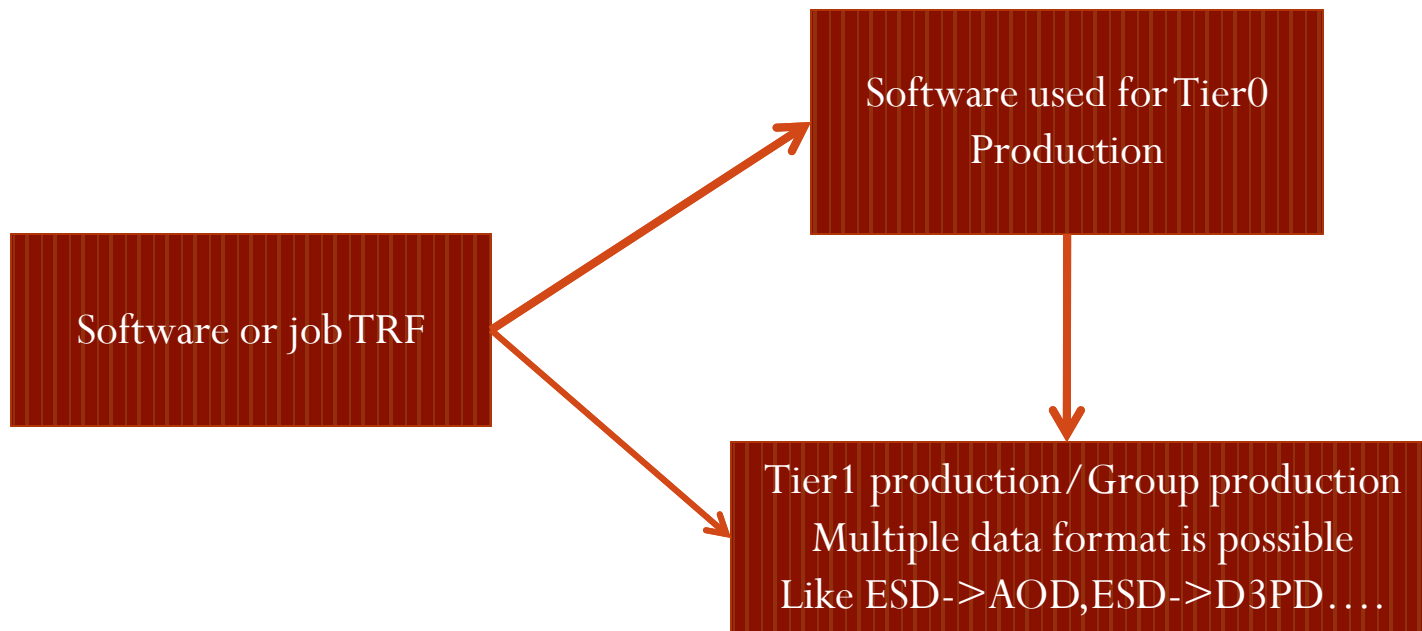 Software used for Tier0
Production
Software or job TRF
Tier1 production/Group production
Multiple data format is possible
Like ESD->AOD,ESD->D3PD....